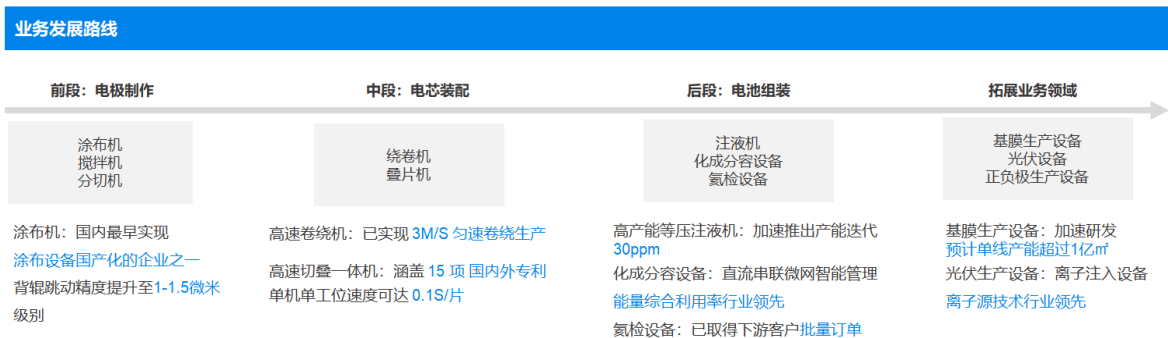 业务发展路线
前段：电极制作
中段：电芯装配
后段：电池组装
拓展业务领域
涂布机
搅拌机
分切机
绕卷机
叠片机
注液机
化成分容设备
氦检设备
基膜生产设备
光伏设备
正负极生产设备
涂布机：国内最早实现
涂布设备国产化的企业之一
背辊跳动精度提升至1-1.5微米
级别
高速卷绕机：已实现 3M/S 匀速卷绕生产
高速切叠一体机：涵盖 15 项 国内外专利
单机单工位速度可达 0.1S/片
高产能等压注液机：加速推出产能迭代
30ppm
化成分容设备：直流串联微网智能管理
能量综合利用率行业领先
氦检设备：已取得下游客户批量订单
基膜生产设备：加速研发
预计单线产能超过1亿㎡
光伏生产设备：离子注入设备
离子源技术行业领先